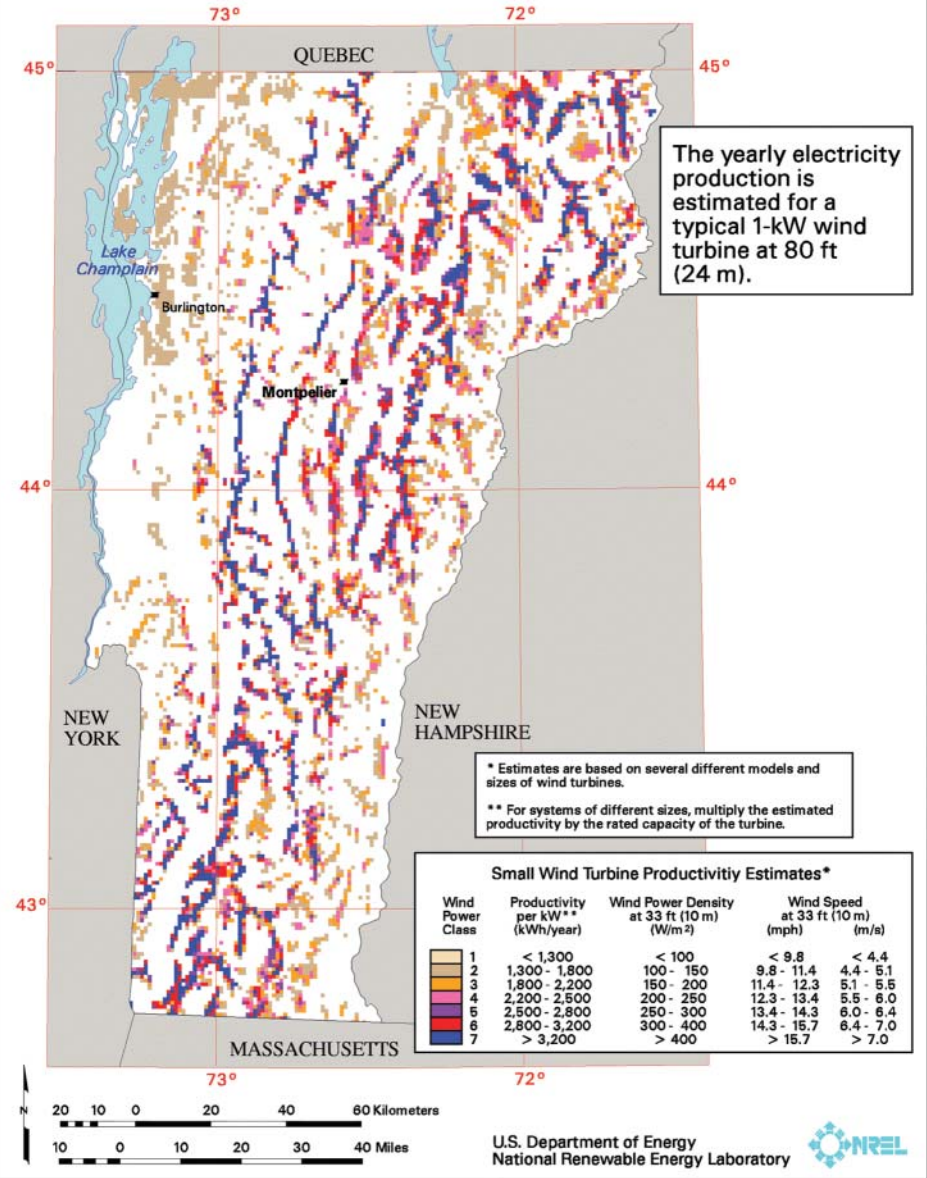 73° 72°
QUEBEC
45° 45°
The yearly electricity
production is
estimated for a
typical 1-kW wind
turbine at 80 ft
(24 m).
Lake
Champlain
Burlington
Montpelier
44° 44°
NEW
YORK
NEW
HAMPSHIRE
* Estimates are based on several different models and
sizes of wind turbines.
** For systems of different sizes, multiply the estimated
productivity by the rated capacity of the turbine.
43°
Small Wind Turbine Productivitiy Estimates*
Wind Productivity Wind Power Density Wind Speed
Power per kW** at 33 ft (10 m) at 33 ft (10 m)
Class (kWh/year) (W/m²) (mph) (m/s)
1 < 1,300 < 100 < 9.8 < 4.4
2 1,300 - 1,800 100 - 150 9.8 - 11.4 4.4 - 5.1
3 1,800 - 2,200 150 - 200 11.4 - 12.3 5.1 - 5.5
4 2,200 - 2,500 200 - 250 12.3 - 13.4 5.5 - 6.0
5 2,500 - 2,800 250 - 300 13.4 - 14.3 6.0 - 6.4
6 2,800 - 3,200 300 - 400 14.3 - 15.7 6.4 - 7.0
7 > 3,200 > 400 > 15.7 > 7.0
MASSACHUSETTS
73° 72°
N
20 10 0 20 40 60 Kilometers
10 0 10 20 30 40 Miles
U.S. Department of Energy
National Renewable Energy Laboratory
NREL